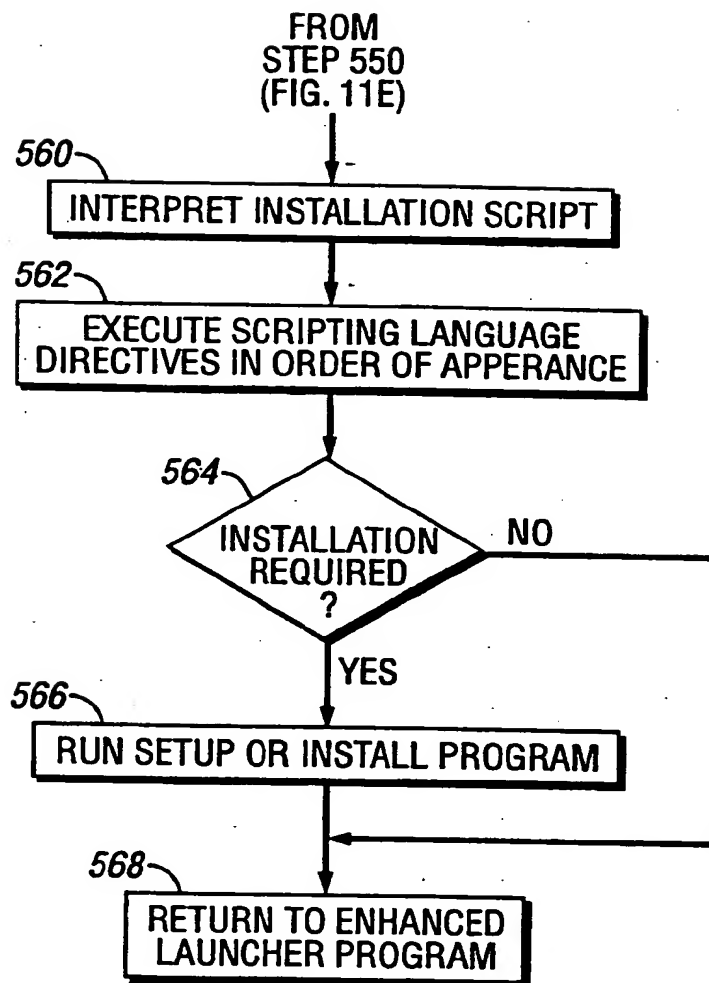 FROM
STEP 550
(FIG. 11E)
560
INTERPRET INSTALLATION SCRIPT
562
EXECUTE SCRIPTING LANGUAGE
DIRECTIVES IN ORDER OF APPERANCE
564
INSTALLATION
REQUIRED
?
NO
YES
566
RUN SETUP OR INSTALL PROGRAM
568
RETURN TO ENHANCED
LAUNCHER PROGRAM